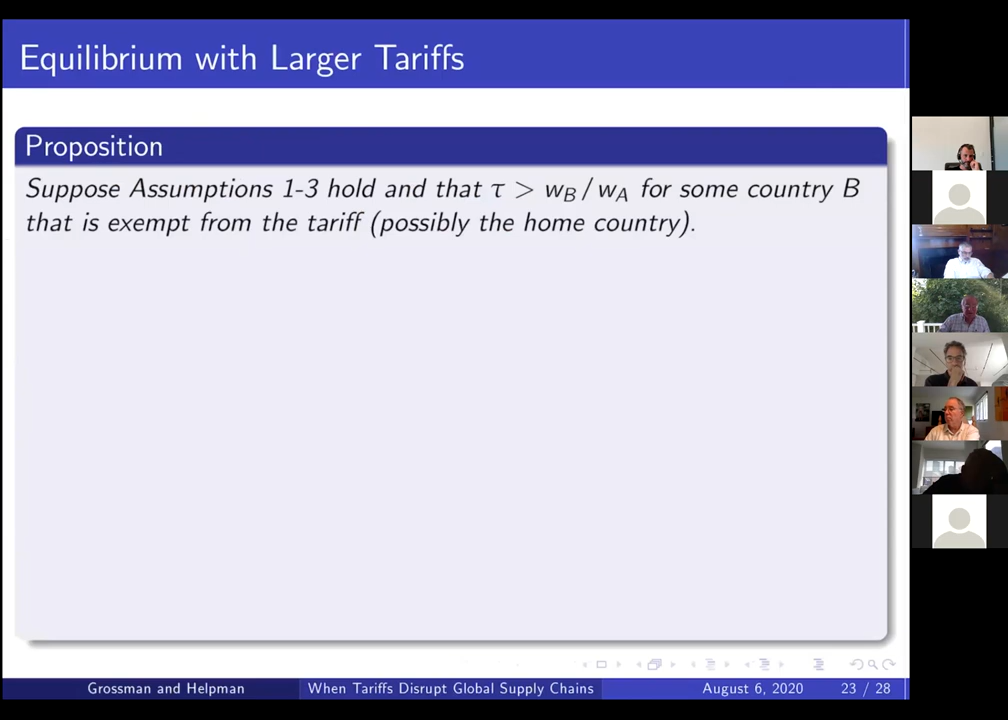 Equilibrium with Larger Tariffs
Proposition
Suppose Assumptions 1-3 hold and that τ > w_B/w_A for some country B
that is exempt from the tariff (possibly the home country).
Grossman and Helpman When Tariffs Disrupt Global Supply Chains August 6, 2020 23 / 28